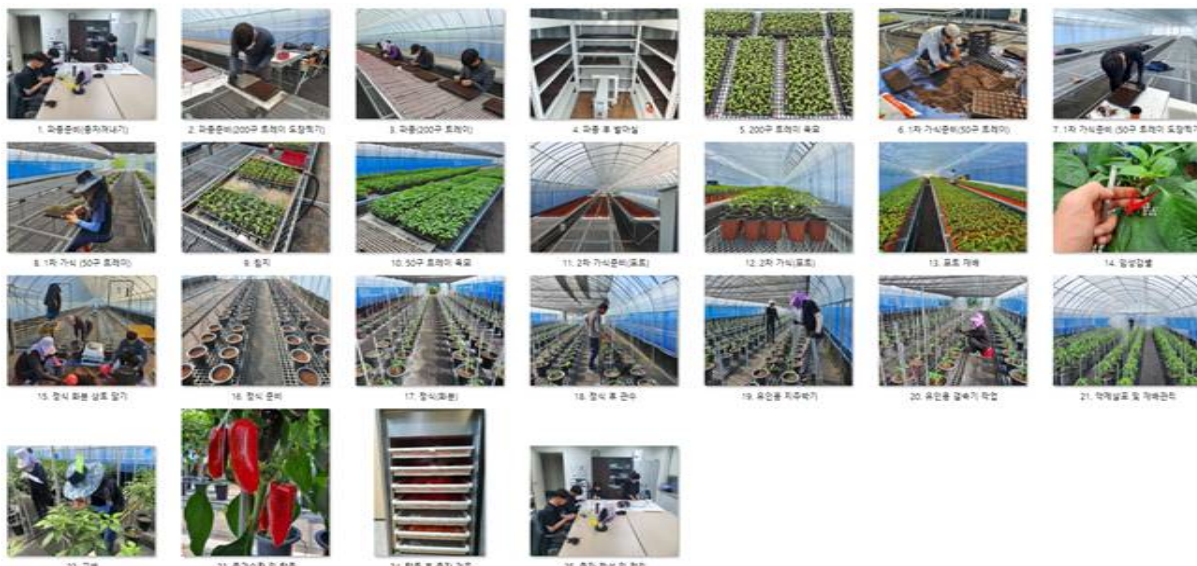 1. 파종준비(종자꺼내기)
2. 파종준비(200구 트레이 도장찍기)
3. 파종(200구 트레이)
4. 파종 후 발아실
5. 200구 트레이 육묘
6. 1차 가식준비(50구 트레이)
7. 1차 가식준비 (50구 트레이 도장찍기
8. 1차 가식 (50구 트레이)
9. 침지
10. 50구 트레이 육묘
11. 2차 가식준비(포트)
12. 2차 가식(포트)
13. 포트 재배
14. 임성감별
15. 정식 화분 상토 담기
16. 정식 준비
17. 정식(화분)
18. 정식 후 관수
19. 유인용 지주박기
20. 유인용 결속기 작업
21. 약제살포 및 재배관리
22. 교배